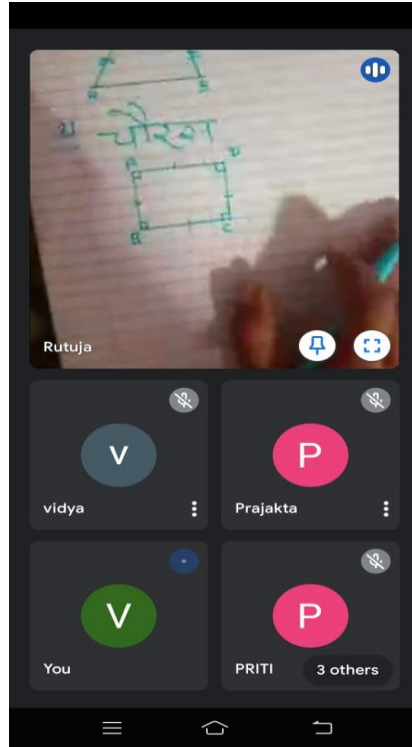 चौरस
A D
B C
Rutuja
V
vidya
P
Prajakta
V
You
P
PRITI
3 others